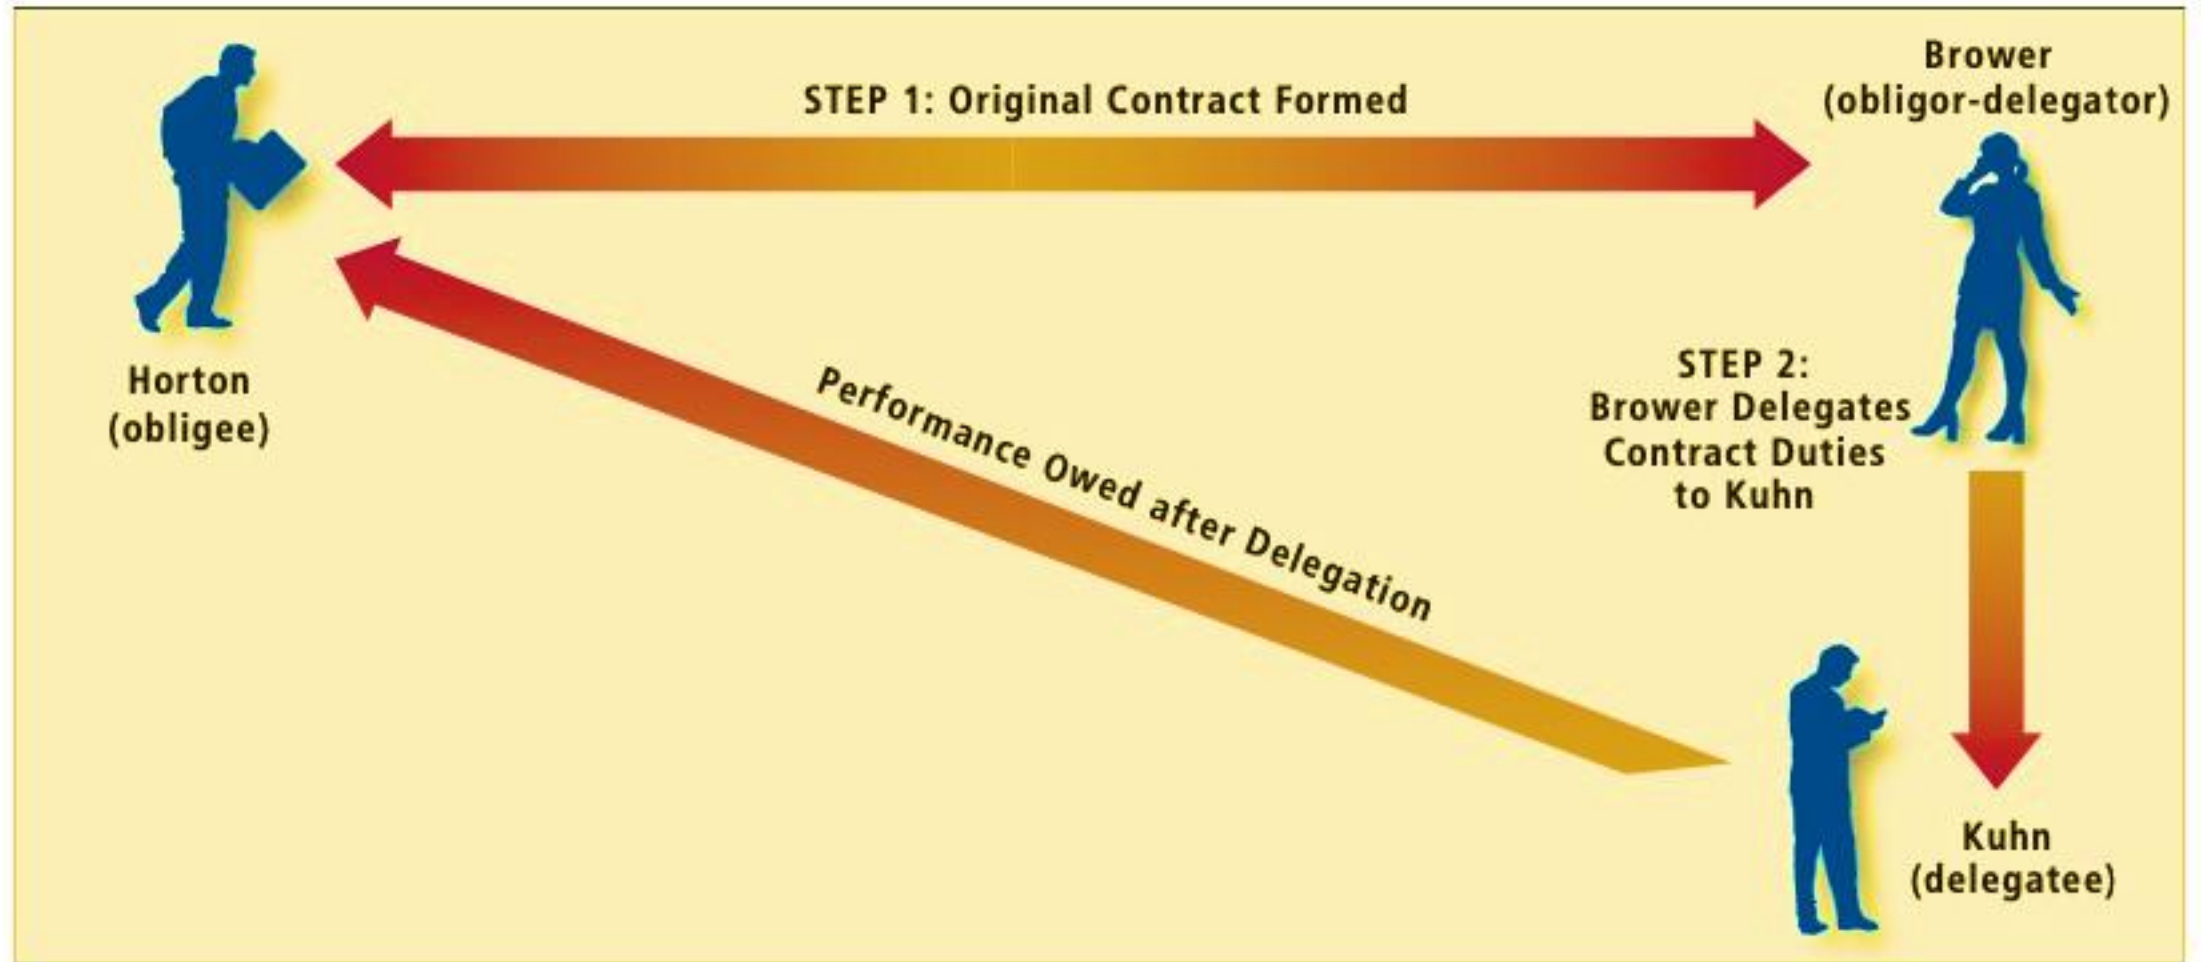 STEP 1: Original Contract Formed
Brower
(obligor-delegator)
Horton
(obligee)
STEP 2:
Brower Delegates
Contract Duties
to Kuhn
Performance Owed after Delegation
Kuhn
(delegatee)